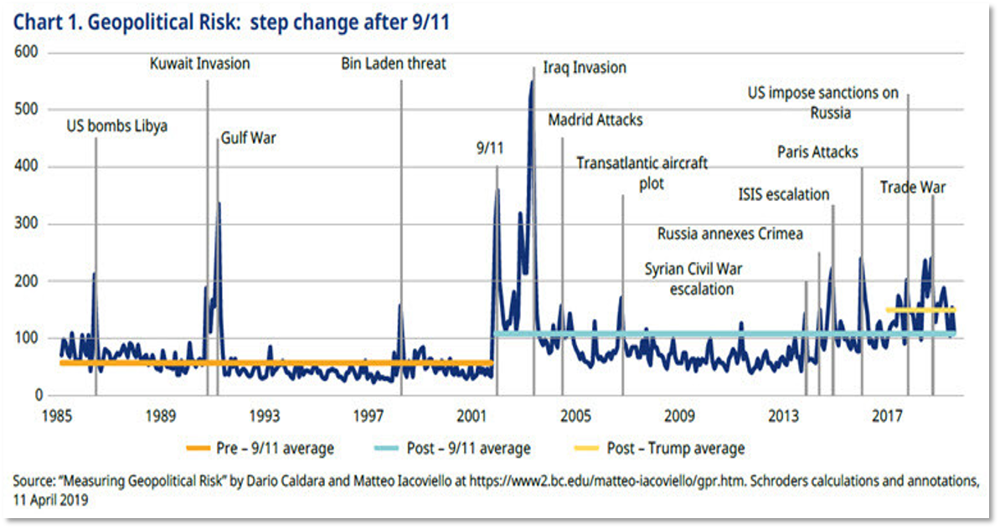 Chart 1. Geopolitical Risk:  step change after 9/11
600
500
400
300
200
100
0
Kuwait Invasion
Bin Laden threat
Iraq Invasion
US impose sanctions on
Russia
US bombs Libya
Gulf War
Madrid Attacks
9/11
Transatlantic aircraft
plot
Paris Attacks
ISIS escalation
Trade War
Russia annexes Crimea
Syrian Civil War
escalation
1985
1989
1993
1997
2001
2005
2009
2013
2017
Pre – 9/11 average
Post – 9/11 average
Post – Trump average
Source: “Measuring Geopolitical Risk” by Dario Caldara and Matteo Iacoviello at https://www2.bc.edu/matteo-iacoviello/gpr.htm. Schroders calculations and annotations,
11 April 2019